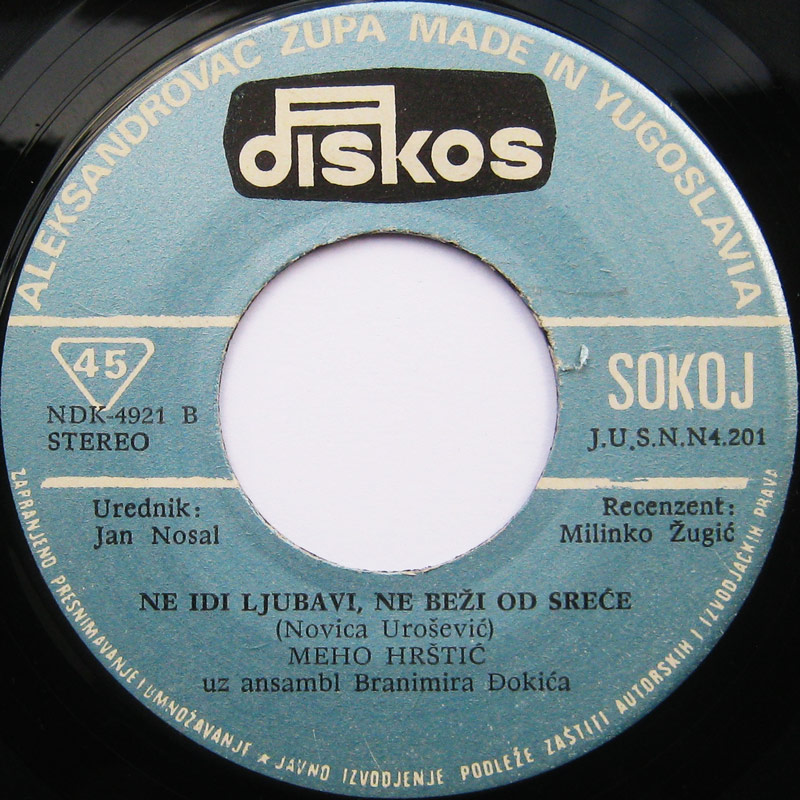 ALEKSANDROVAC ŽUPA MADE IN YUGOSLAVIA
diskos
45
NDK-4921 B
STEREO
SOKOJ
J.U.S.N.N4.201
Urednik:
Jan Nosal
Recenzent:
Milinko Žugić
NE IDI LJUBAVI, NE BEŽI OD SREĆE
(Novica Urošević)
MEHO HRŠTIĆ
uz ansambl Branimira Đokića
ZAPRANJENO PRESNIMAVANJE I UMNOŽAVANJE ★ JAVNO IZVODJENJE PODLEŽE ZAŠTITI AUTORSKIH I IZVODJAČKIH PRAVA